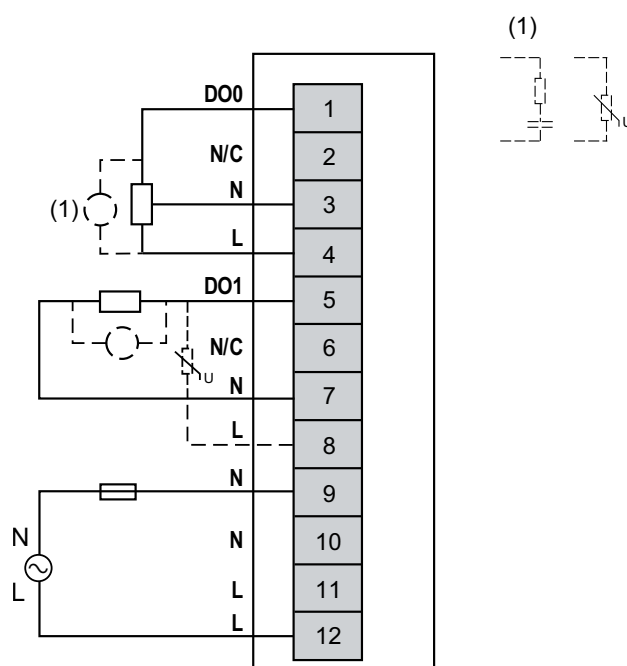 (1)
U
DO0 1
N/C 2
(1) N 3
L 4
DO1 5
N/C 6
U
N 7
L 8
N 9
N N 10
L L 11
L 12